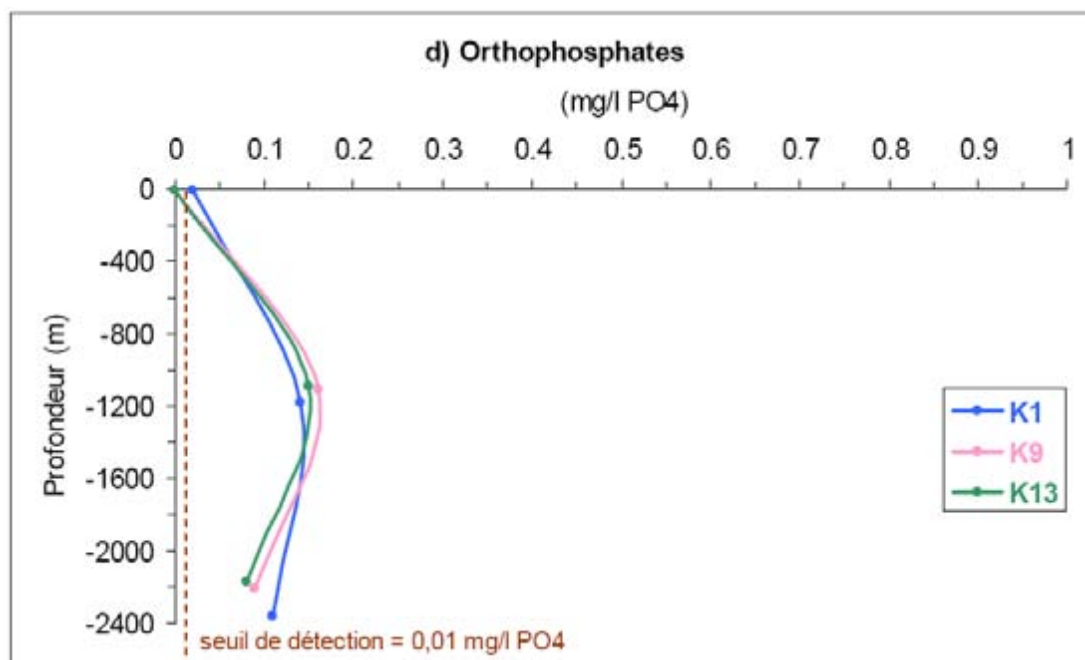 d) Orthophosphates
(mg/l PO4)
0 0.1 0.2 0.3 0.4 0.5 0.6 0.7 0.8 0.9 1
0
-400
-800
-1200
-1600
-2000
-2400
Profondeur (m)
K1
K9
K13
seuil de détection = 0,01 mg/l PO4